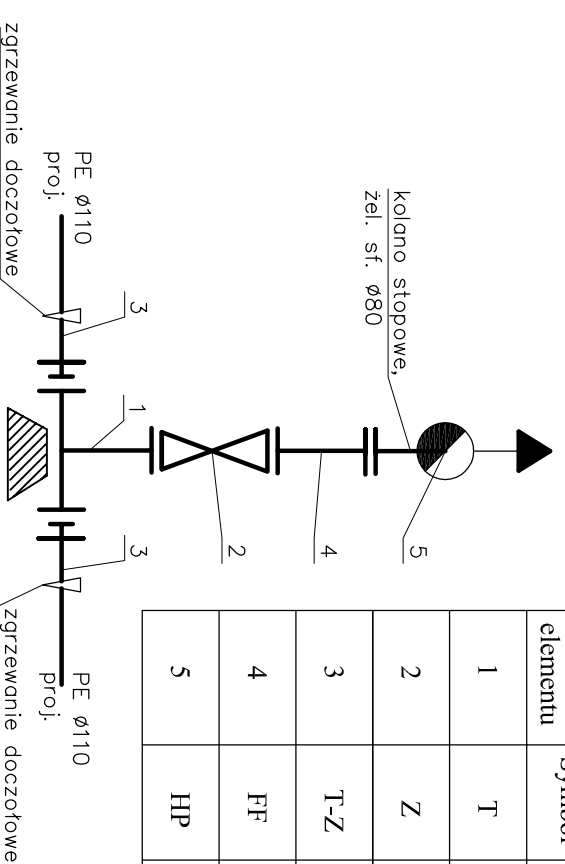 kolano stopowe,
żel. sf. Ø80
PE Ø110
proj.
zgrzewanie doczołowe
3
1
2
4
5
3
PE Ø110
proj.
zgrzewanie doczołowe
elementu
1 T
2 Z
3 T-Z
4 FF
5 HP